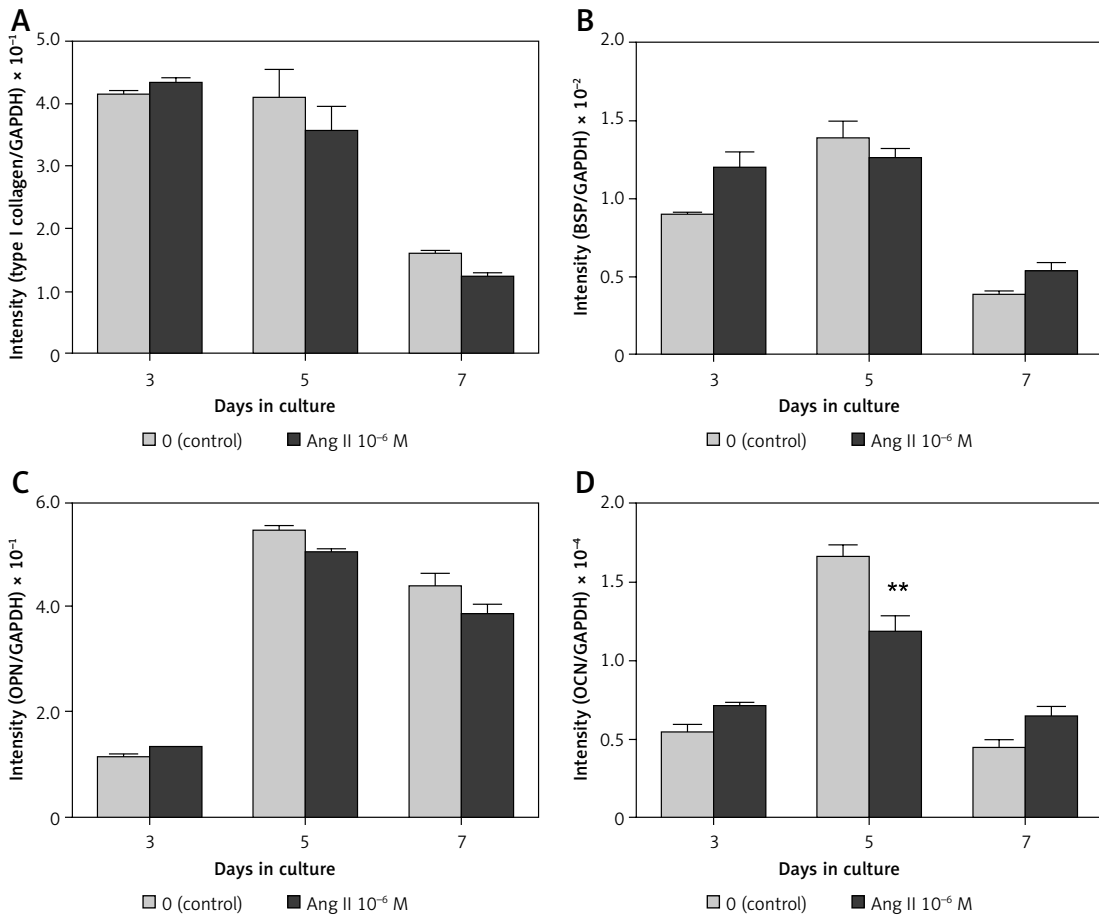 A
Intensity (type I collagen/GAPDH) × 10⁻¹
5.0
4.0
3.0
2.0
1.0
0
3 5 7
Days in culture
0 (control) Ang II 10⁻⁶ M
B
Intensity (BSP/GAPDH) × 10⁻²
2.0
1.5
1.0
0.5
0
3 5 7
Days in culture
0 (control) Ang II 10⁻⁶ M
C
Intensity (OPN/GAPDH) × 10⁻¹
6.0
4.0
2.0
0
3 5 7
Days in culture
0 (control) Ang II 10⁻⁶ M
D
Intensity (OCN/GAPDH) × 10⁻⁴
2.0
1.5
1.0
0.5
0
**
3 5 7
Days in culture
0 (control) Ang II 10⁻⁶ M